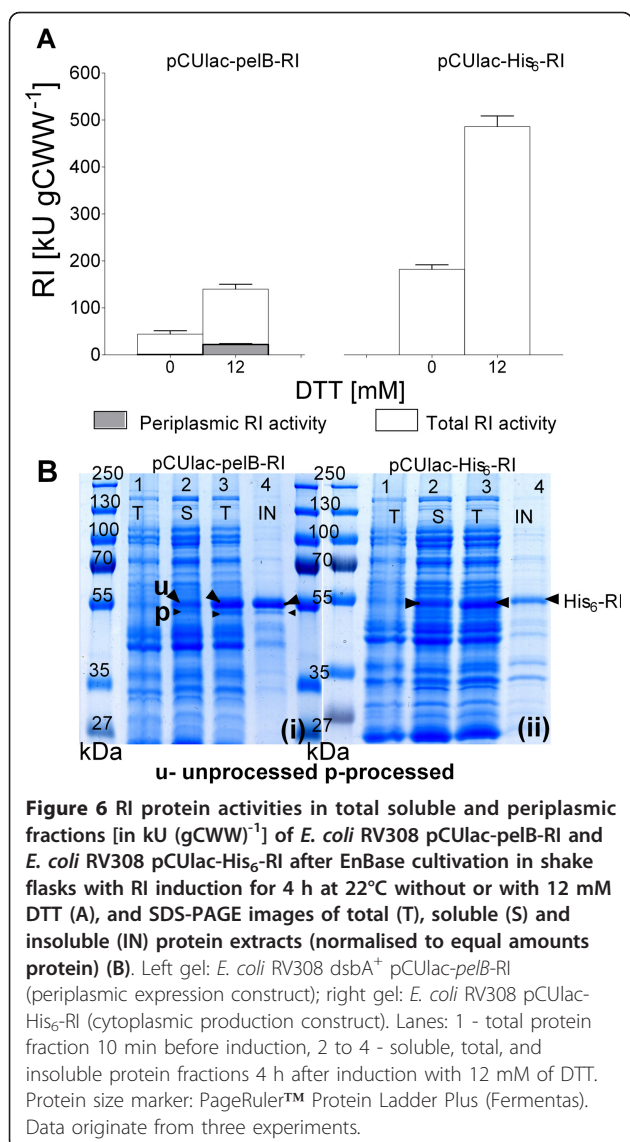 A
pCUlac-pelB-RI pCUlac-His₆-RI
RI [kU gCWW⁻¹]
600
500
400
300
200
100
0
0 12 0 12
DTT [mM]
Periplasmic RI activity Total RI activity
B
pCUlac-pelB-RI pCUlac-His₆-RI
250 1 2 3 4 250 1 2 3 4
130 T S T IN 130 T S T IN
100 100
70 70
55 u 55 His₆-RI
p
35 35
27 27
kDa (i) kDa (ii)
u- unprocessed p-processed
Figure 6 RI protein activities in total soluble and periplasmic
fractions [in kU (gCWW)⁻¹] of E. coli RV308 pCUlac-pelB-RI and
E. coli RV308 pCUlac-His₆-RI after EnBase cultivation in shake
flasks with RI induction for 4 h at 22°C without or with 12 mM
DTT (A), and SDS-PAGE images of total (T), soluble (S) and
insoluble (IN) protein extracts (normalised to equal amounts
protein) (B). Left gel: E. coli RV308 dsbA⁺ pCUlac-pelB-RI
(periplasmic expression construct); right gel: E. coli RV308 pCUlac-
His₆-RI (cytoplasmic production construct). Lanes: 1 - total protein
fraction 10 min before induction, 2 to 4 - soluble, total, and
insoluble protein fractions 4 h after induction with 12 mM of DTT.
Protein size marker: PageRuler™ Protein Ladder Plus (Fermentas).
Data originate from three experiments.